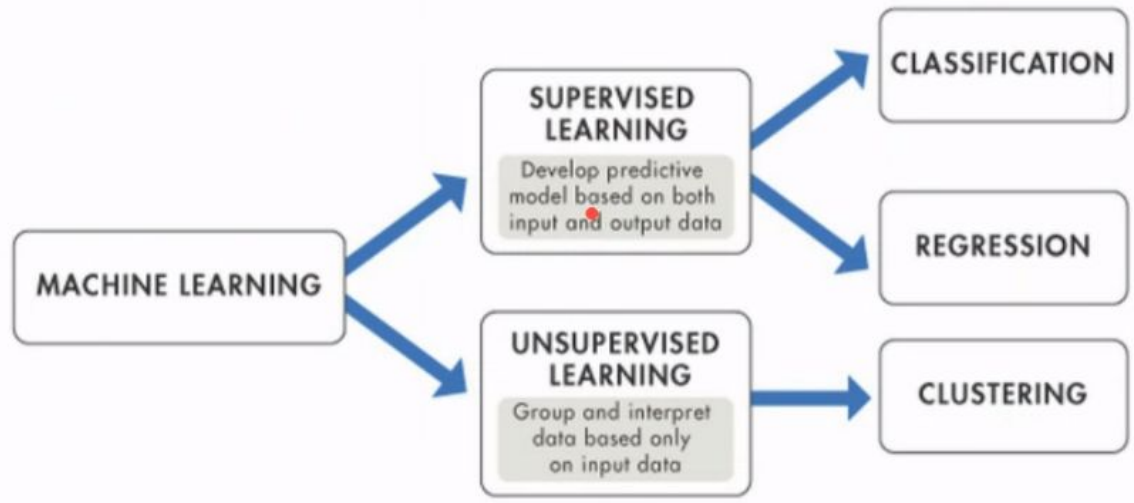 MACHINE LEARNING
SUPERVISED
LEARNING
Develop predictive
model based on both
input and output data
UNSUPERVISED
LEARNING
Group and interpret
data based only
on input data
CLASSIFICATION
REGRESSION
CLUSTERING